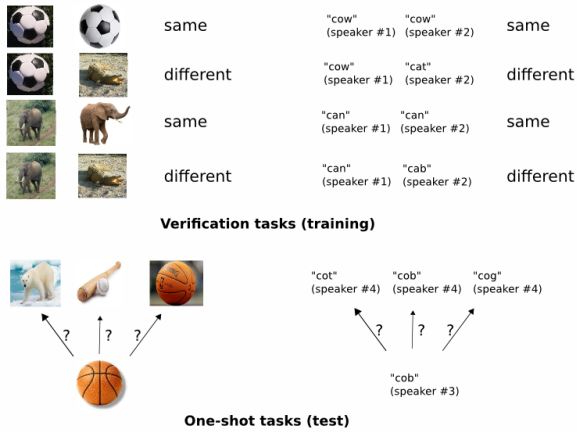 same "cow" "cow" same
(speaker #1) (speaker #2)
different "cow" "cat" different
(speaker #1) (speaker #2)
same "can" "can" same
(speaker #1) (speaker #2)
different "can" "cab" different
(speaker #1) (speaker #2)
Verification tasks (training)
"cot" "cob" "cog"
(speaker #4) (speaker #4) (speaker #4)
? ? ? ? ? ?
"cob"
(speaker #3)
One-shot tasks (test)